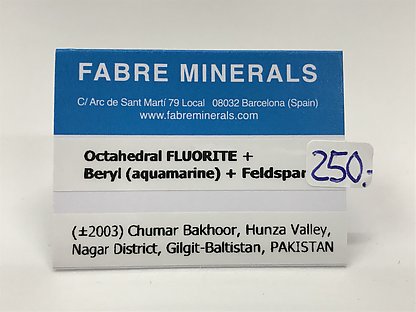 FABRE MINERALS
C/ Arc de Sant Martí 79 Local 08032 Barcelona (Spain)
www.fabreminerals.com
Octahedral FLUORITE +
Beryl (aquamarine) + Feldspar
250,-
(±2003) Chumar Bakhoor, Hunza Valley,
Nagar District, Gilgit-Baltistan, PAKISTAN